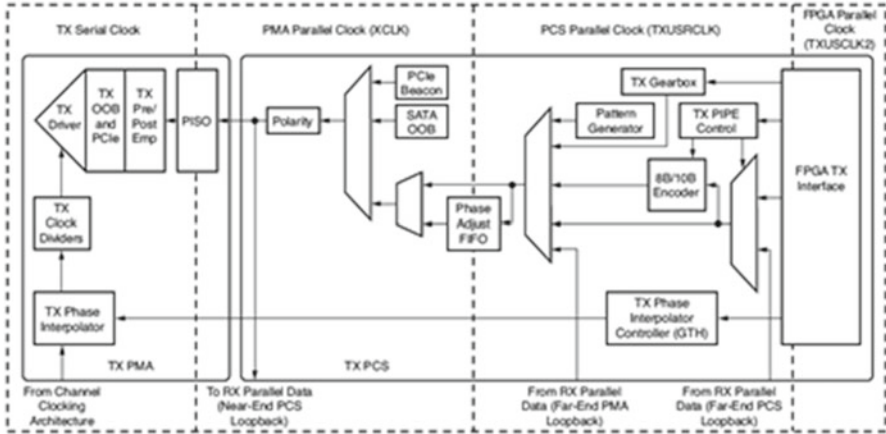 TX Serial Clock
PMA Parallel Clock (XCLK)
PCS Parallel Clock (TXUSRCLK)
FPGA Parallel
Clock
(TXUSCLK2)
TX
Driver
TX
OOB
and
PCIe
TX
Pre/
Post
Emp
PISO
Polarity
PCIe
Beacon
SATA
OOB
TX Gearbox
Pattern
Generator
TX PIPE
Control
FPGA TX
Interface
8B/10B
Encoder
Phase
Adjust
FIFO
TX
Clock
Dividers
TX Phase
Interpolator
TX Phase
Interpolator
Controller (GTH)
TX PMA
TX PCS
From Channel
Clocking
Architecture
To RX Parallel Data
(Near-End PCS
Loopback)
From RX Parallel
Data (Far-End PMA
Loopback)
From RX Parallel
Data (Far-End PCS
Loopback)